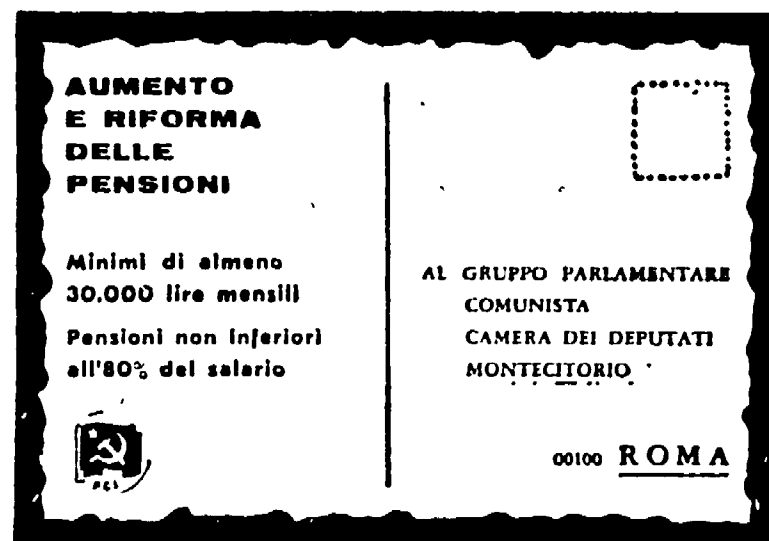 AUMENTO
E RIFORMA
DELLE
PENSIONI
Minimi di almeno
30.000 lire mensili
Pensioni non inferiori
all'80% del salario
PCI
AL GRUPPO PARLAMENTARE
COMUNISTA
CAMERA DEI DEPUTATI
MONTECITORIO
00100 ROMA